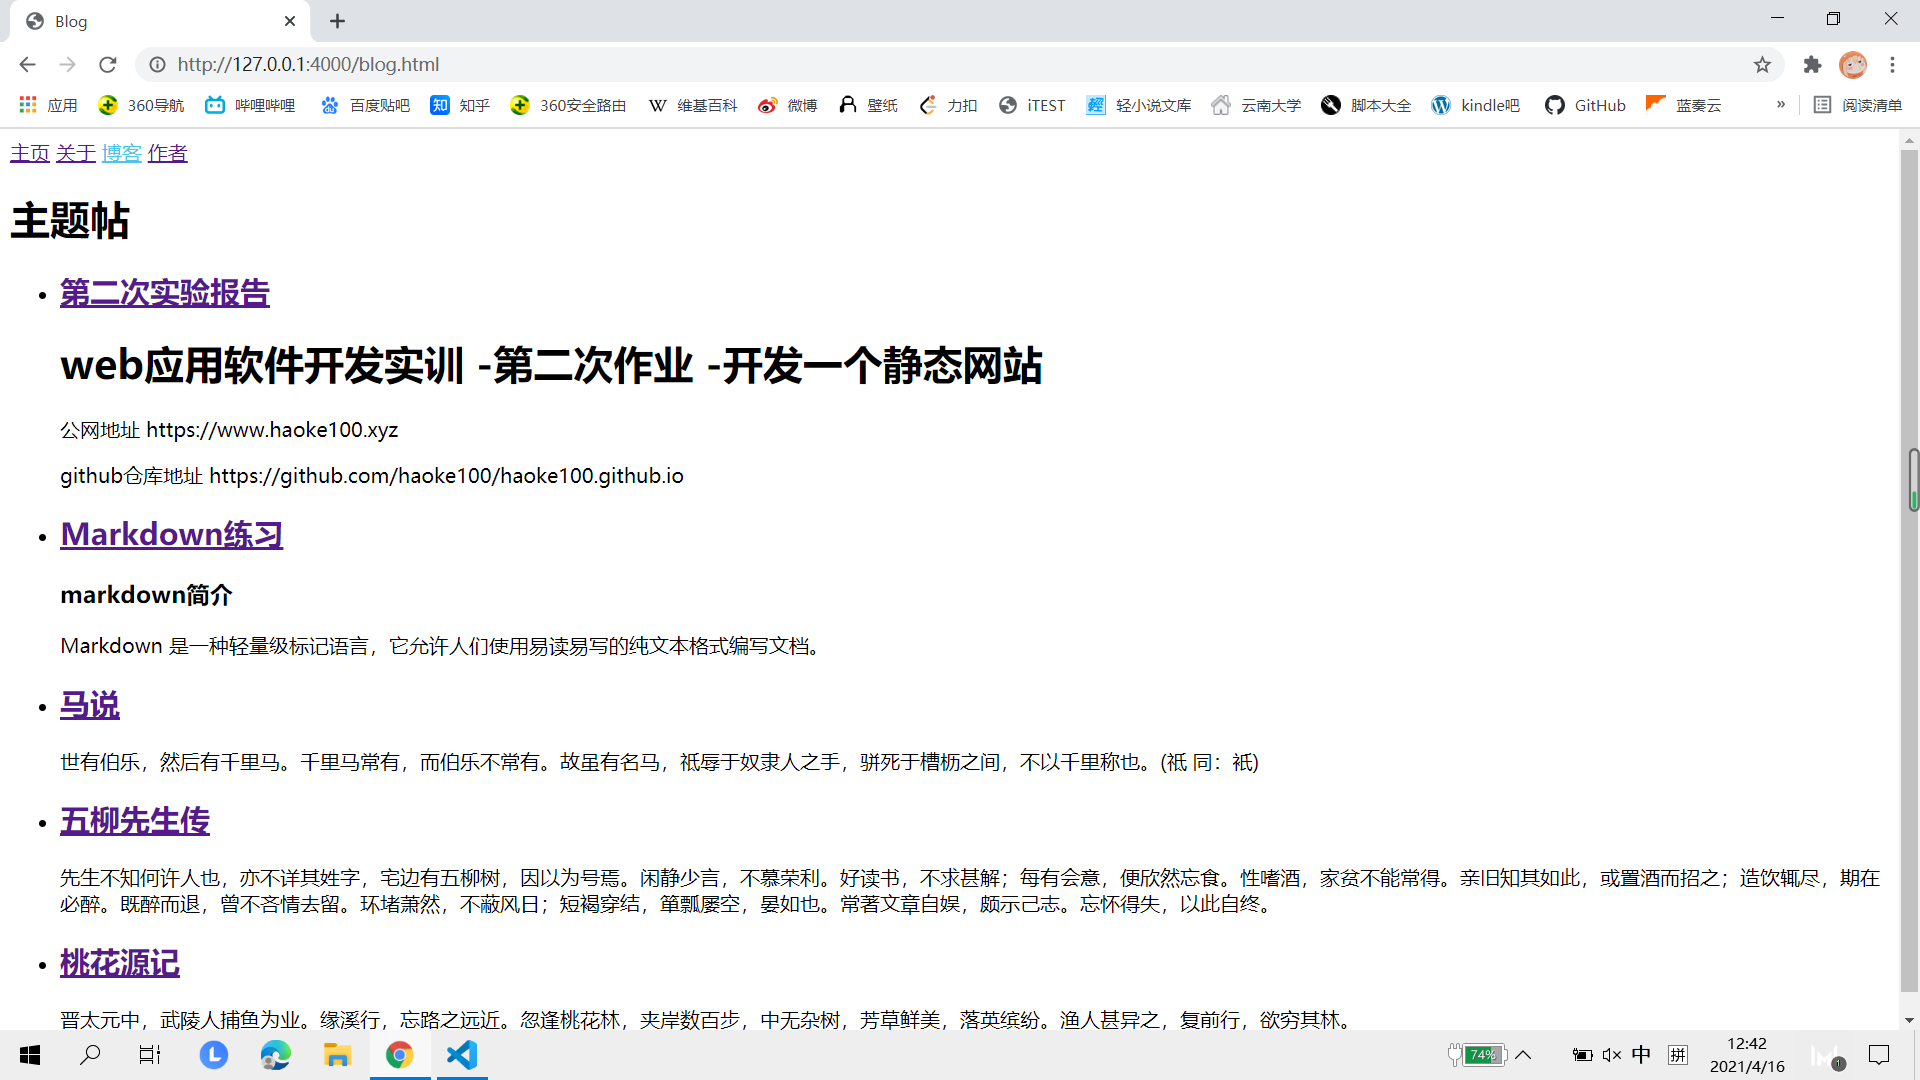 Blog
http://127.0.0.1:4000/blog.html
应用 360导航 哔哩哔哩 百度贴吧 知 知乎 360安全路由 W 维基百科 微博 壁纸 力扣 iTEST 輕 轻小说文库 云南大学 脚本大全 kindle吧 GitHub 蓝奏云 » 阅读清单
主页 关于 博客 作者
主题帖
第二次实验报告
web应用软件开发实训 -第二次作业 -开发一个静态网站
公网地址 https://www.haoke100.xyz
github仓库地址 https://github.com/haoke100/haoke100.github.io
Markdown练习
markdown简介
Markdown 是一种轻量级标记语言，它允许人们使用易读易写的纯文本格式编写文档。
马说
世有伯乐，然后有千里马。千里马常有，而伯乐不常有。故虽有名马，祇辱于奴隶人之手，骈死于槽枥之间，不以千里称也。(祇 同：衹)
五柳先生传
先生不知何许人也，亦不详其姓字，宅边有五柳树，因以为号焉。闲静少言，不慕荣利。好读书，不求甚解；每有会意，便欣然忘食。性嗜酒，家贫不能常得。亲旧知其如此，或置酒而招之；造饮辄尽，期在
必醉。既醉而退，曾不吝情去留。环堵萧然，不蔽风日；短褐穿结，箪瓢屡空，晏如也。常著文章自娱，颇示己志。忘怀得失，以此自终。
桃花源记
晋太元中，武陵人捕鱼为业。缘溪行，忘路之远近。忽逢桃花林，夹岸数百步，中无杂树，芳草鲜美，落英缤纷。渔人甚异之，复前行，欲穷其林。
L 74% 中 拼 12:42 1
2021/4/16